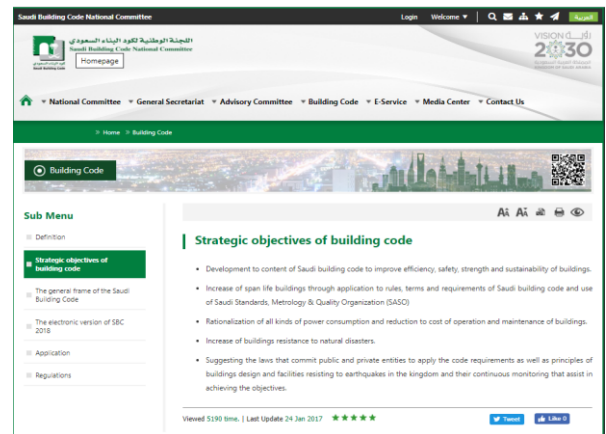 Saudi Building Code National Committee
Login Welcome العربية
اللجنة الوطنية لكود البناء السعودي
Saudi Building Code National Committee
Homepage
VISION رؤية
2030
National Committee General Secretariat Advisory Committee Building Code E-Service Media Center Contact Us
Home Building Code
Building Code
Sub Menu
Definition
Strategic objectives of
building code
The general frame of the Saudi
Building Code
The electronic version of SBC
2018
Application
Regulations
Strategic objectives of building code
• Development to content of Saudi building code to improve efficiency, safety, strength and sustainability of buildings.
• Increase of span life buildings through application to rules, terms and requirements of Saudi building code and use
of Saudi Standards, Metrology & Quality Organization (SASO)
• Rationalization of all kinds of power consumption and reduction to cost of operation and maintenance of buildings.
• Increase of buildings resistance to natural disasters.
• Suggesting the laws that commit public and private entities to apply the code requirements as well as principles of
buildings design and facilities resisting to earthquakes in the kingdom and their continuous monitoring that assist in
achieving the objectives.
Viewed 5190 time. | Last Update 24 Jan 2017 ★★★★★ Tweet Like 0